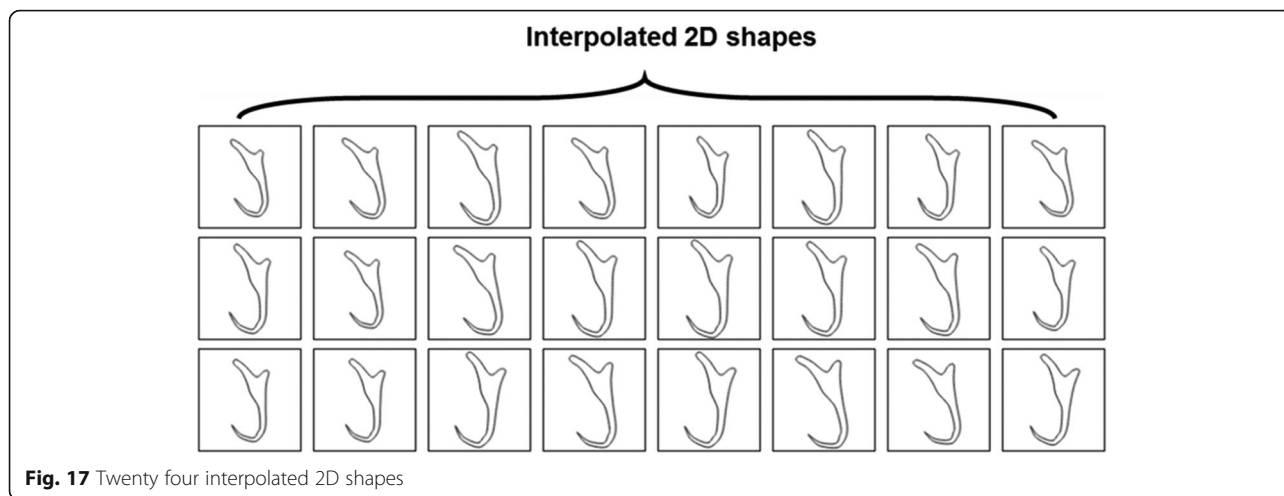 Interpolated 2D shapes
Fig. 17 Twenty four interpolated 2D shapes